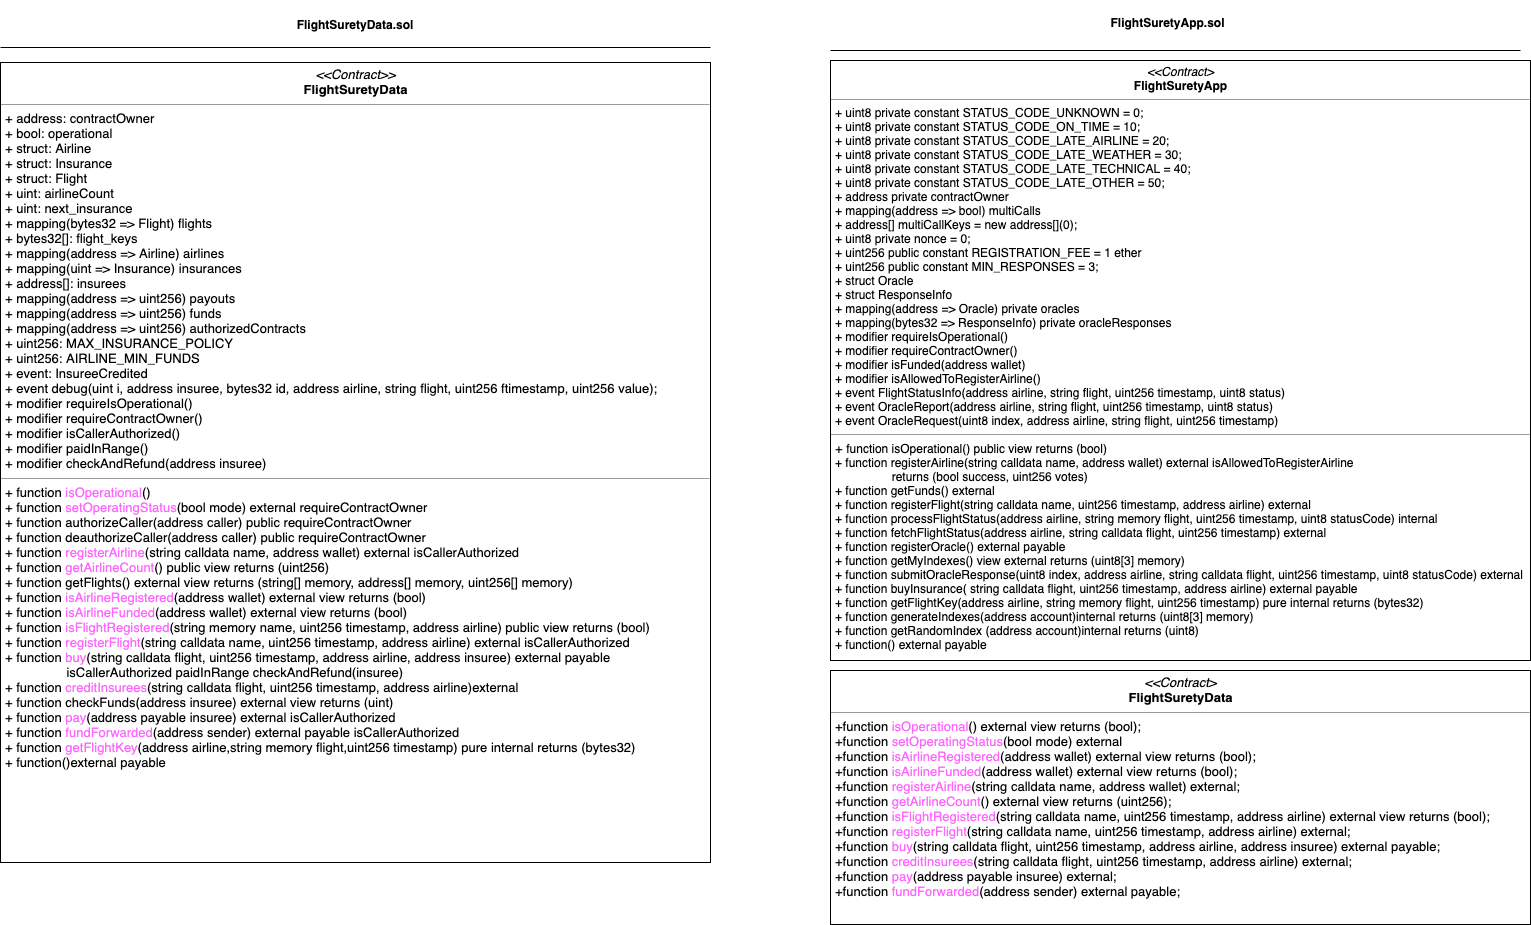 FlightSuretyData.sol
<<Contract>>
FlightSuretyData
+ address: contractOwner
+ bool: operational
+ struct: Airline
+ struct: Insurance
+ struct: Flight
+ uint: airlineCount
+ uint: next_insurance
+ mapping(bytes32 => Flight) flights
+ bytes32[]: flight_keys
+ mapping(address => Airline) airlines
+ mapping(uint => Insurance) insurances
+ address[]: insurees
+ mapping(address => uint256) payouts
+ mapping(address => uint256) funds
+ mapping(address => uint256) authorizedContracts
+ uint256: MAX_INSURANCE_POLICY
+ uint256: AIRLINE_MIN_FUNDS
+ event: InsureeCredited
+ event debug(uint i, address insuree, bytes32 id, address airline, string flight, uint256 ftimestamp, uint256 value);
+ modifier requireIsOperational()
+ modifier requireContractOwner()
+ modifier isCallerAuthorized()
+ modifier paidInRange()
+ modifier checkAndRefund(address insuree)
+ function isOperational()
+ function setOperatingStatus(bool mode) external requireContractOwner
+ function authorizeCaller(address caller) public requireContractOwner
+ function deauthorizeCaller(address caller) public requireContractOwner
+ function registerAirline(string calldata name, address wallet) external isCallerAuthorized
+ function getAirlineCount() public view returns (uint256)
+ function getFlights() external view returns (string[] memory, address[] memory, uint256[] memory)
+ function isAirlineRegistered(address wallet) external view returns (bool)
+ function isAirlineFunded(address wallet) external view returns (bool)
+ function isFlightRegistered(string memory name, uint256 timestamp, address airline) public view returns (bool)
+ function registerFlight(string calldata name, uint256 timestamp, address airline) external isCallerAuthorized
+ function buy(string calldata flight, uint256 timestamp, address airline, address insuree) external payable
isCallerAuthorized paidInRange checkAndRefund(insuree)
+ function creditInsurees(string calldata flight, uint256 timestamp, address airline)external
+ function checkFunds(address insuree) external view returns (uint)
+ function pay(address payable insuree) external isCallerAuthorized
+ function fundForwarded(address sender) external payable isCallerAuthorized
+ function getFlightKey(address airline,string memory flight,uint256 timestamp) pure internal returns (bytes32)
+ function()external payable
FlightSuretyApp.sol
<<Contract>
FlightSuretyApp
+ uint8 private constant STATUS_CODE_UNKNOWN = 0;
+ uint8 private constant STATUS_CODE_ON_TIME = 10;
+ uint8 private constant STATUS_CODE_LATE_AIRLINE = 20;
+ uint8 private constant STATUS_CODE_LATE_WEATHER = 30;
+ uint8 private constant STATUS_CODE_LATE_TECHNICAL = 40;
+ uint8 private constant STATUS_CODE_LATE_OTHER = 50;
+ address private contractOwner
+ mapping(address => bool) multiCalls
+ address[] multiCallKeys = new address[](0);
+ uint8 private nonce = 0;
+ uint256 public constant REGISTRATION_FEE = 1 ether
+ uint256 public constant MIN_RESPONSES = 3;
+ struct Oracle
+ struct ResponseInfo
+ mapping(address => Oracle) private oracles
+ mapping(bytes32 => ResponseInfo) private oracleResponses
+ modifier requireIsOperational()
+ modifier requireContractOwner()
+ modifier isFunded(address wallet)
+ modifier isAllowedToRegisterAirline()
+ event FlightStatusInfo(address airline, string flight, uint256 timestamp, uint8 status)
+ event OracleReport(address airline, string flight, uint256 timestamp, uint8 status)
+ event OracleRequest(uint8 index, address airline, string flight, uint256 timestamp)
+ function isOperational() public view returns (bool)
+ function registerAirline(string calldata name, address wallet) external isAllowedToRegisterAirline
returns (bool success, uint256 votes)
+ function getFunds() external
+ function registerFlight(string calldata name, uint256 timestamp, address airline) external
+ function processFlightStatus(address airline, string memory flight, uint256 timestamp, uint8 statusCode) internal
+ function fetchFlightStatus(address airline, string calldata flight, uint256 timestamp) external
+ function registerOracle() external payable
+ function getMyIndexes() view external returns (uint8[3] memory)
+ function submitOracleResponse(uint8 index, address airline, string calldata flight, uint256 timestamp, uint8 statusCode) external
+ function buyInsurance( string calldata flight, uint256 timestamp, address airline) external payable
+ function getFlightKey(address airline, string memory flight, uint256 timestamp) pure internal returns (bytes32)
+ function generateIndexes(address account)internal returns (uint8[3] memory)
+ function getRandomIndex (address account)internal returns (uint8)
+ function() external payable
<<Contract>
FlightSuretyData
+function isOperational() external view returns (bool);
+function setOperatingStatus(bool mode) external
+function isAirlineRegistered(address wallet) external view returns (bool);
+function isAirlineFunded(address wallet) external view returns (bool);
+function registerAirline(string calldata name, address wallet) external;
+function getAirlineCount() external view returns (uint256);
+function isFlightRegistered(string calldata name, uint256 timestamp, address airline) external view returns (bool);
+function registerFlight(string calldata name, uint256 timestamp, address airline) external;
+function buy(string calldata flight, uint256 timestamp, address airline, address insuree) external payable;
+function creditInsurees(string calldata flight, uint256 timestamp, address airline) external;
+function pay(address payable insuree) external;
+function fundForwarded(address sender) external payable;